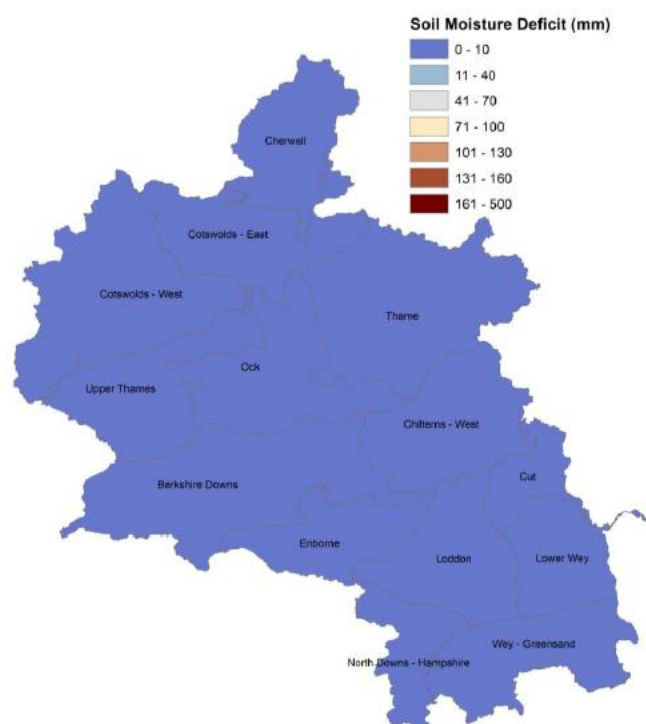 Soil Moisture Deficit (mm)
0 - 10
11 - 40
41 - 70
71 - 100
101 - 130
131 - 160
161 - 500
Cherwell
Cotswolds - East
Cotswolds - West
Thame
Ock
Upper Thames
Chilterns - West
Berkshire Downs
Cut
Enborne
Loddon
Lower Wey
Wey - Greensand
North Downs - Hampshire